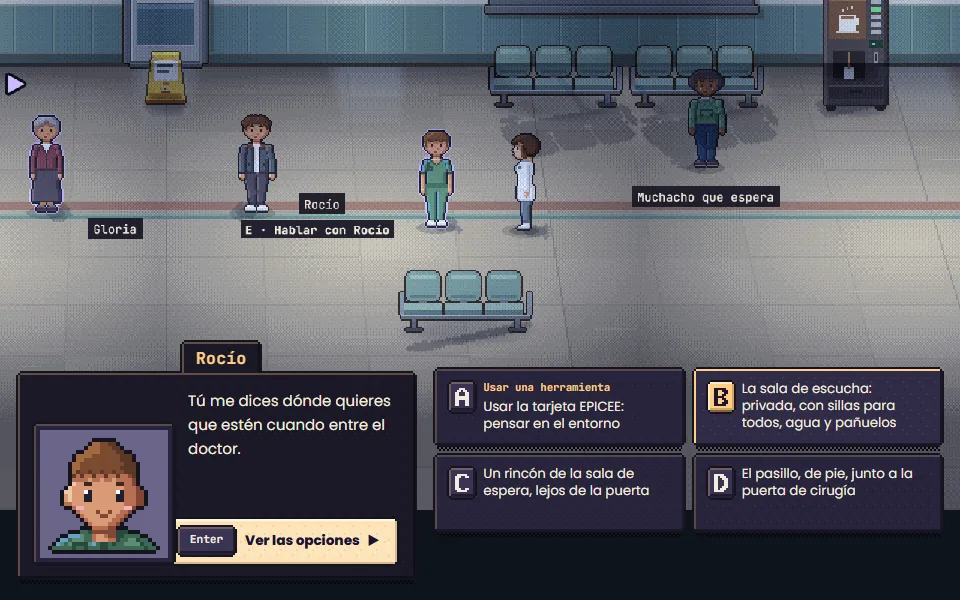 Gloria
Rocío
E · Hablar con Rocío
Muchacho que espera
Rocío
Tú me dices dónde quieres
que estén cuando entre el
doctor.
Enter
Ver las opciones
A
Usar una herramienta
Usar la tarjeta EPICEE:
pensar en el entorno
B
La sala de escucha:
privada, con sillas para
todos, agua y pañuelos
C
Un rincón de la sala de
espera, lejos de la puerta
D
El pasillo, de pie, junto a la
puerta de cirugía